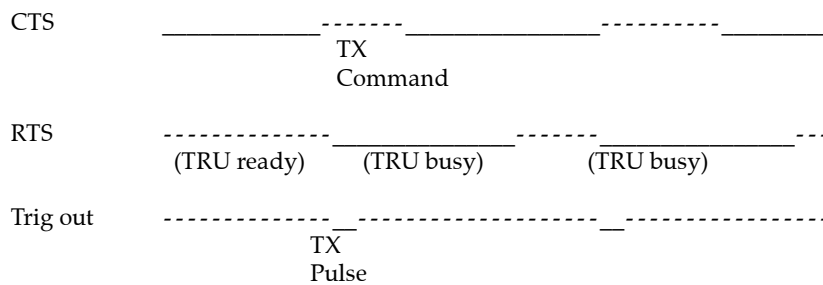 CTS
TX
Command
RTS
(TRU ready) (TRU busy) (TRU busy)
Trig out
TX
Pulse